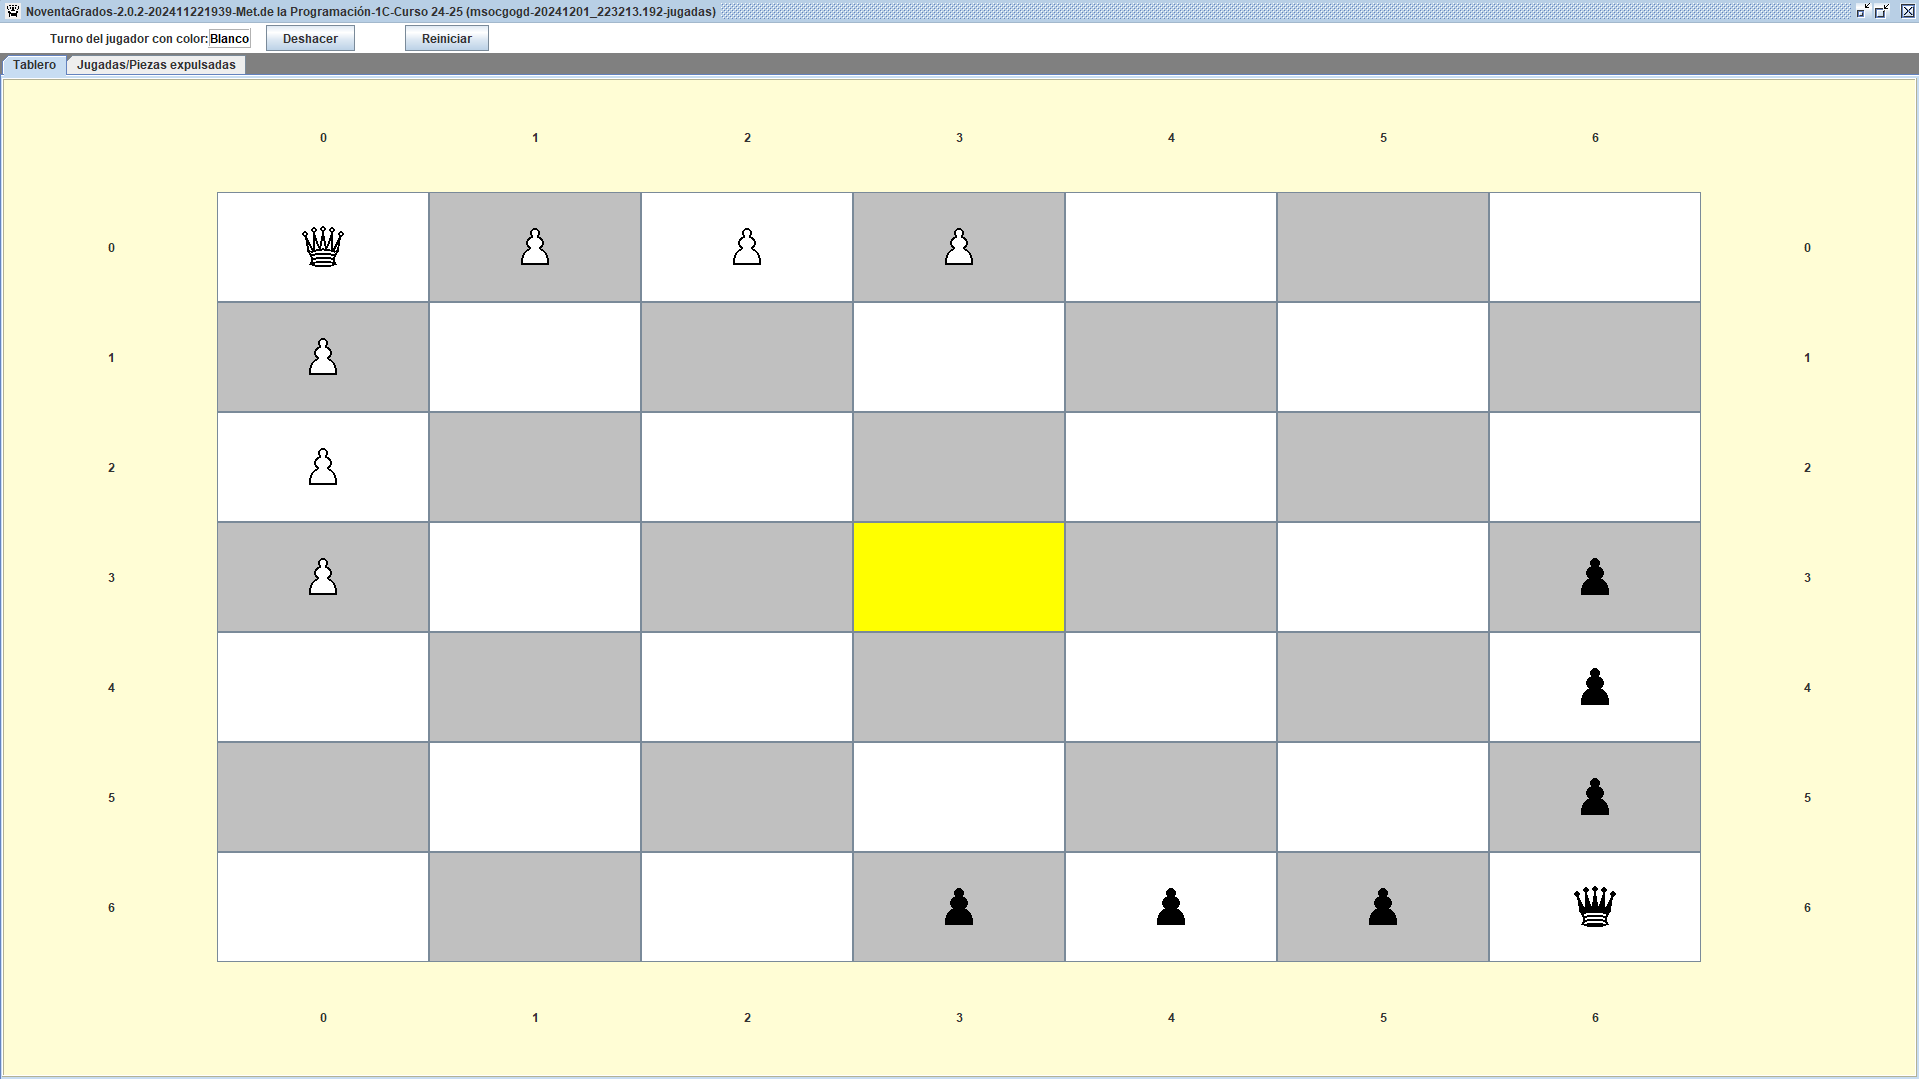 NoventaGrados-2.0.2-202411221939-Met.de la Programación-1C-Curso 24-25 (msocgogd-20241201_223213.192-jugadas)
Turno del jugador con color: Blanco Deshacer Reiniciar
Tablero Jugadas/Piezas expulsadas
0 1 2 3 4 5 6
0 0
1 1
2 2
3 3
4 4
5 5
6 6
0 1 2 3 4 5 6